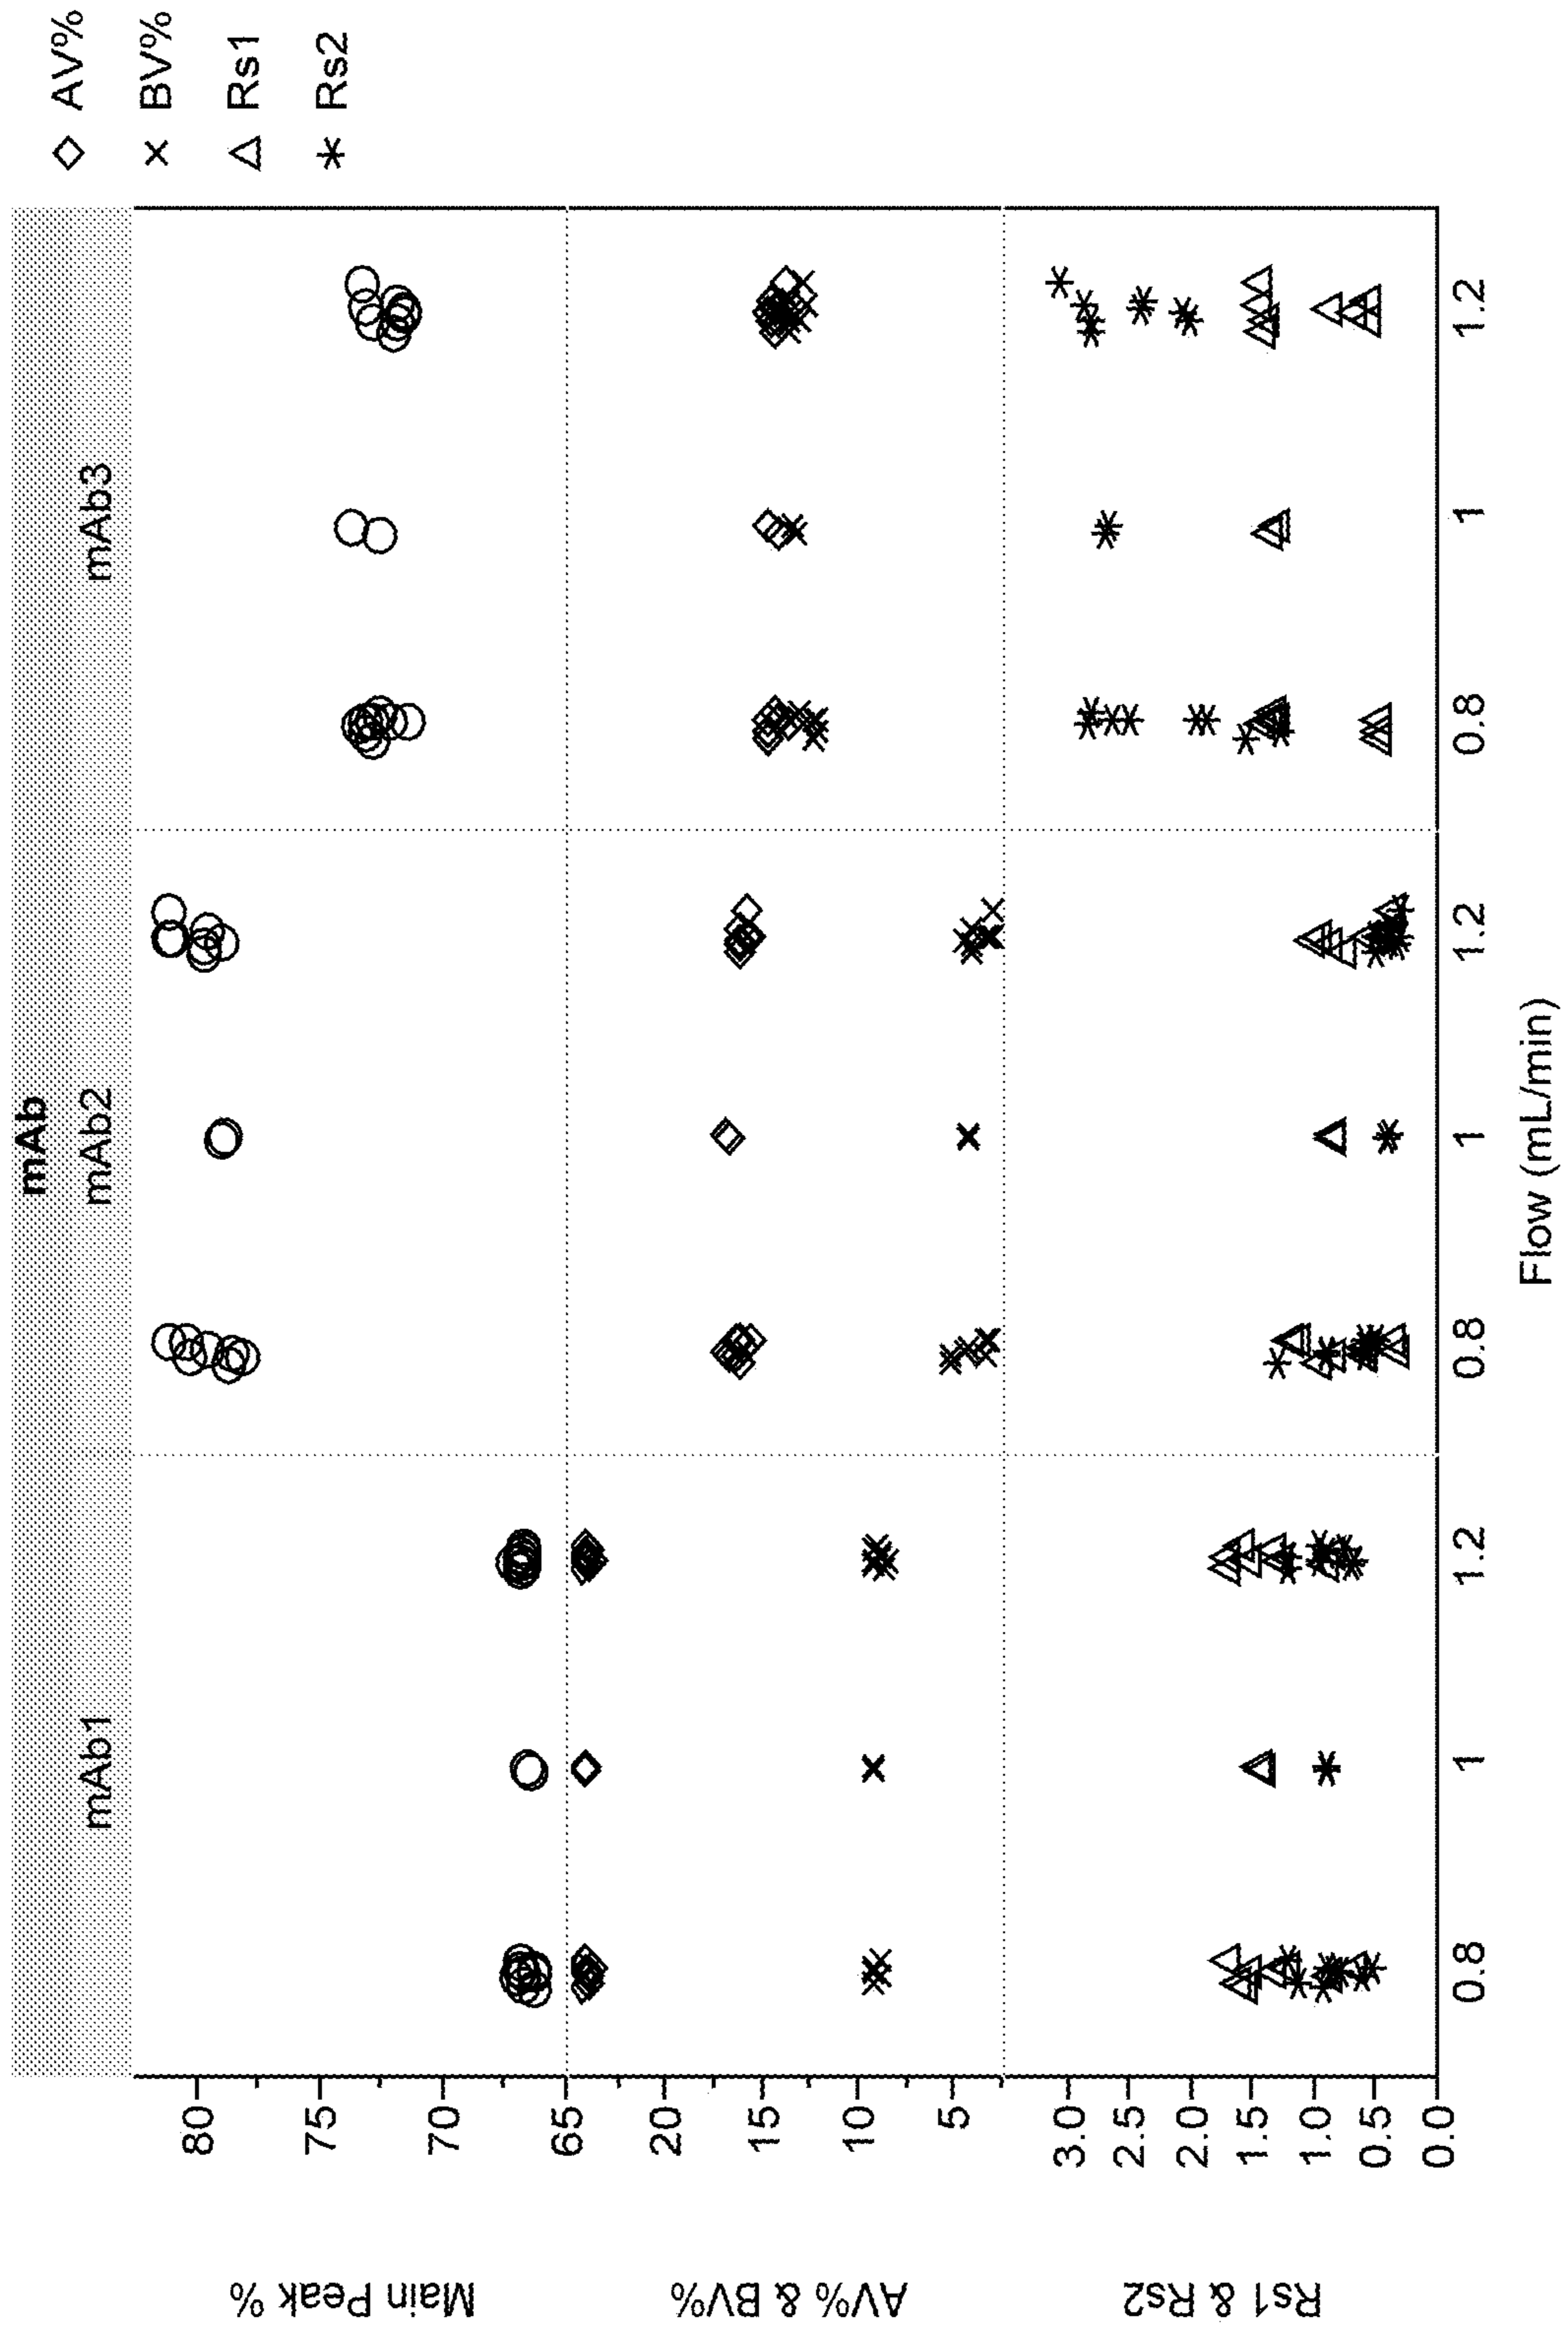 mAb
mAb1
mAb2
mAb3
Main Peak %
80
75
70
65
AV% & BV%
20
15
10
5
Rs1 & Rs2
3.0
2.5
2.0
1.5
1.0
0.5
0.0
0.8
1
1.2
0.8
1
1.2
0.8
1
1.2
Flow (mL/min)
AV%
BV%
Rs1
Rs2